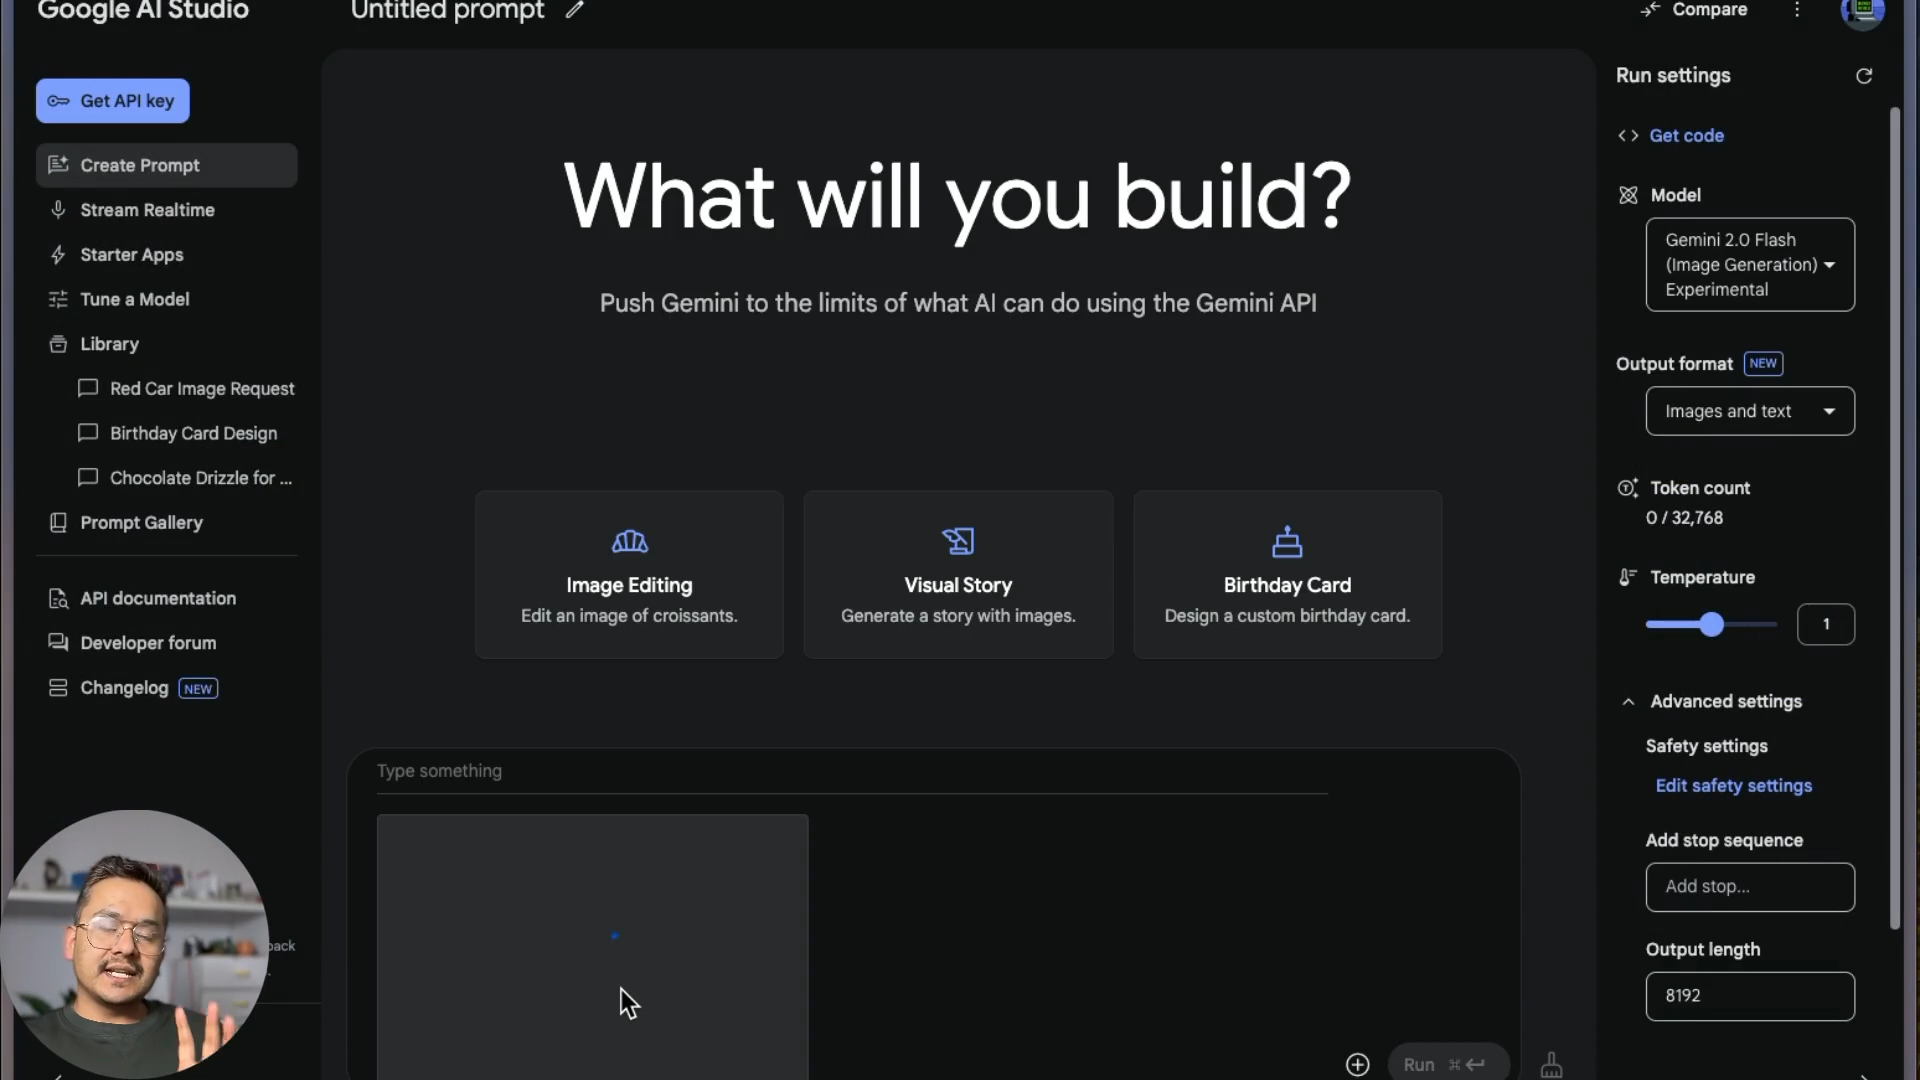 Google AI Studio
Untitled prompt
Compare
Get API key
Create Prompt
Stream Realtime
Starter Apps
Tune a Model
Library
Red Car Image Request
Birthday Card Design
Chocolate Drizzle for ...
Prompt Gallery
API documentation
Developer forum
Changelog NEW
back
What will you build?
Push Gemini to the limits of what AI can do using the Gemini API
Image Editing
Edit an image of croissants.
Visual Story
Generate a story with images.
Birthday Card
Design a custom birthday card.
Type something
Run ⌘ ↵
Run settings
<> Get code
Model
Gemini 2.0 Flash
(Image Generation)
Experimental
Output format NEW
Images and text
Token count
0 / 32,768
Temperature
1
Advanced settings
Safety settings
Edit safety settings
Add stop sequence
Add stop...
Output length
8192